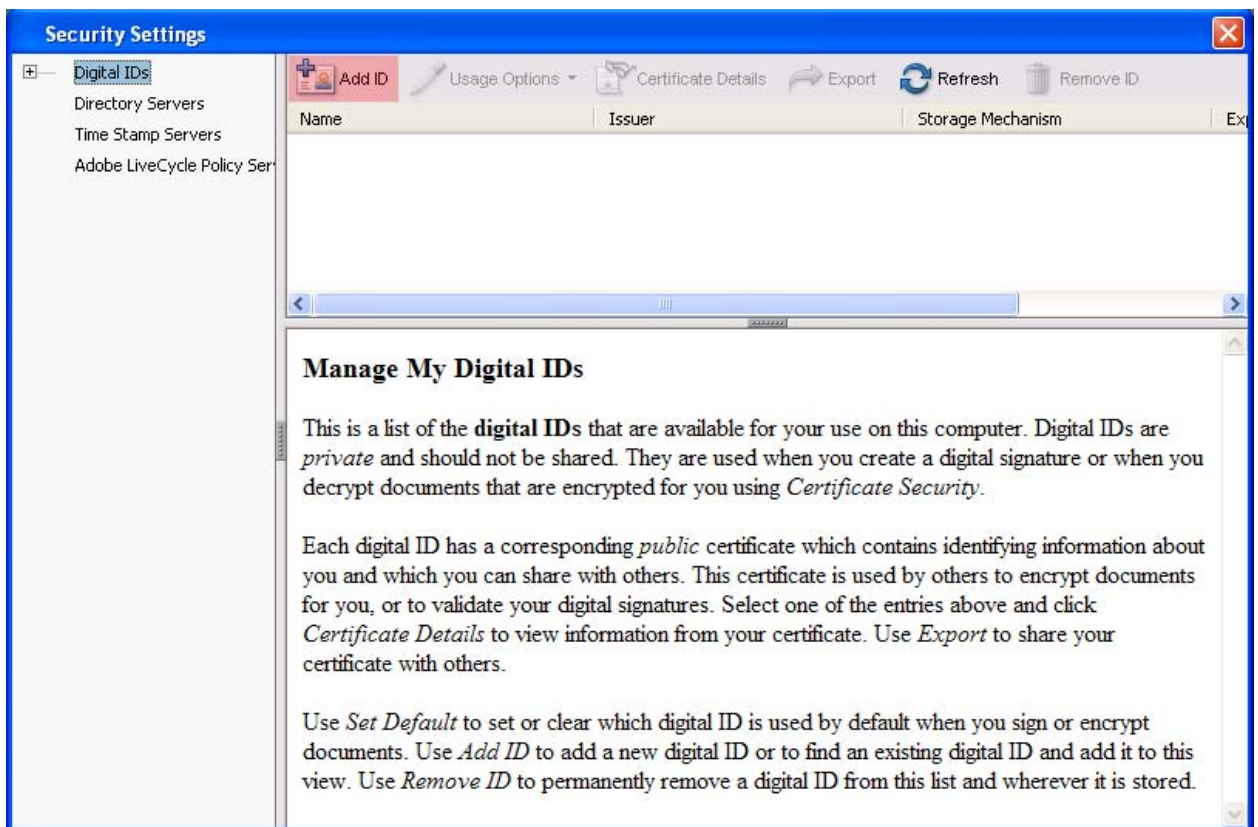 Security Settings
Digital IDs
Directory Servers
Time Stamp Servers
Adobe LiveCycle Policy Ser
Add ID Usage Options Certificate Details Export Refresh Remove ID
Name Issuer Storage Mechanism Exp
Manage My Digital IDs
This is a list of the digital IDs that are available for your use on this computer. Digital IDs are
private and should not be shared. They are used when you create a digital signature or when you
decrypt documents that are encrypted for you using Certificate Security.
Each digital ID has a corresponding public certificate which contains identifying information about
you and which you can share with others. This certificate is used by others to encrypt documents
for you, or to validate your digital signatures. Select one of the entries above and click
Certificate Details to view information from your certificate. Use Export to share your
certificate with others.
Use Set Default to set or clear which digital ID is used by default when you sign or encrypt
documents. Use Add ID to add a new digital ID or to find an existing digital ID and add it to this
view. Use Remove ID to permanently remove a digital ID from this list and wherever it is stored.